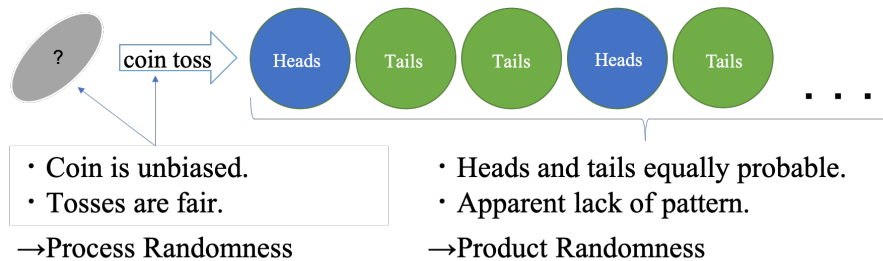 ?
coin toss
Heads
Tails
Tails
Heads
Tails
. . .
・Coin is unbiased.
・Tosses are fair.
→Process Randomness
・Heads and tails equally probable.
・Apparent lack of pattern.
→Product Randomness